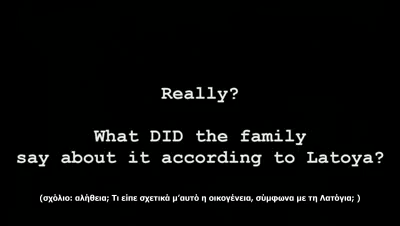 Really?
What DID the family
say about it according to Latoya?
(σχόλιο: αλήθεια; Τι είπε σχετικά μ'αυτό η οικογένεια, σύμφωνα με τη Λατόγια; )